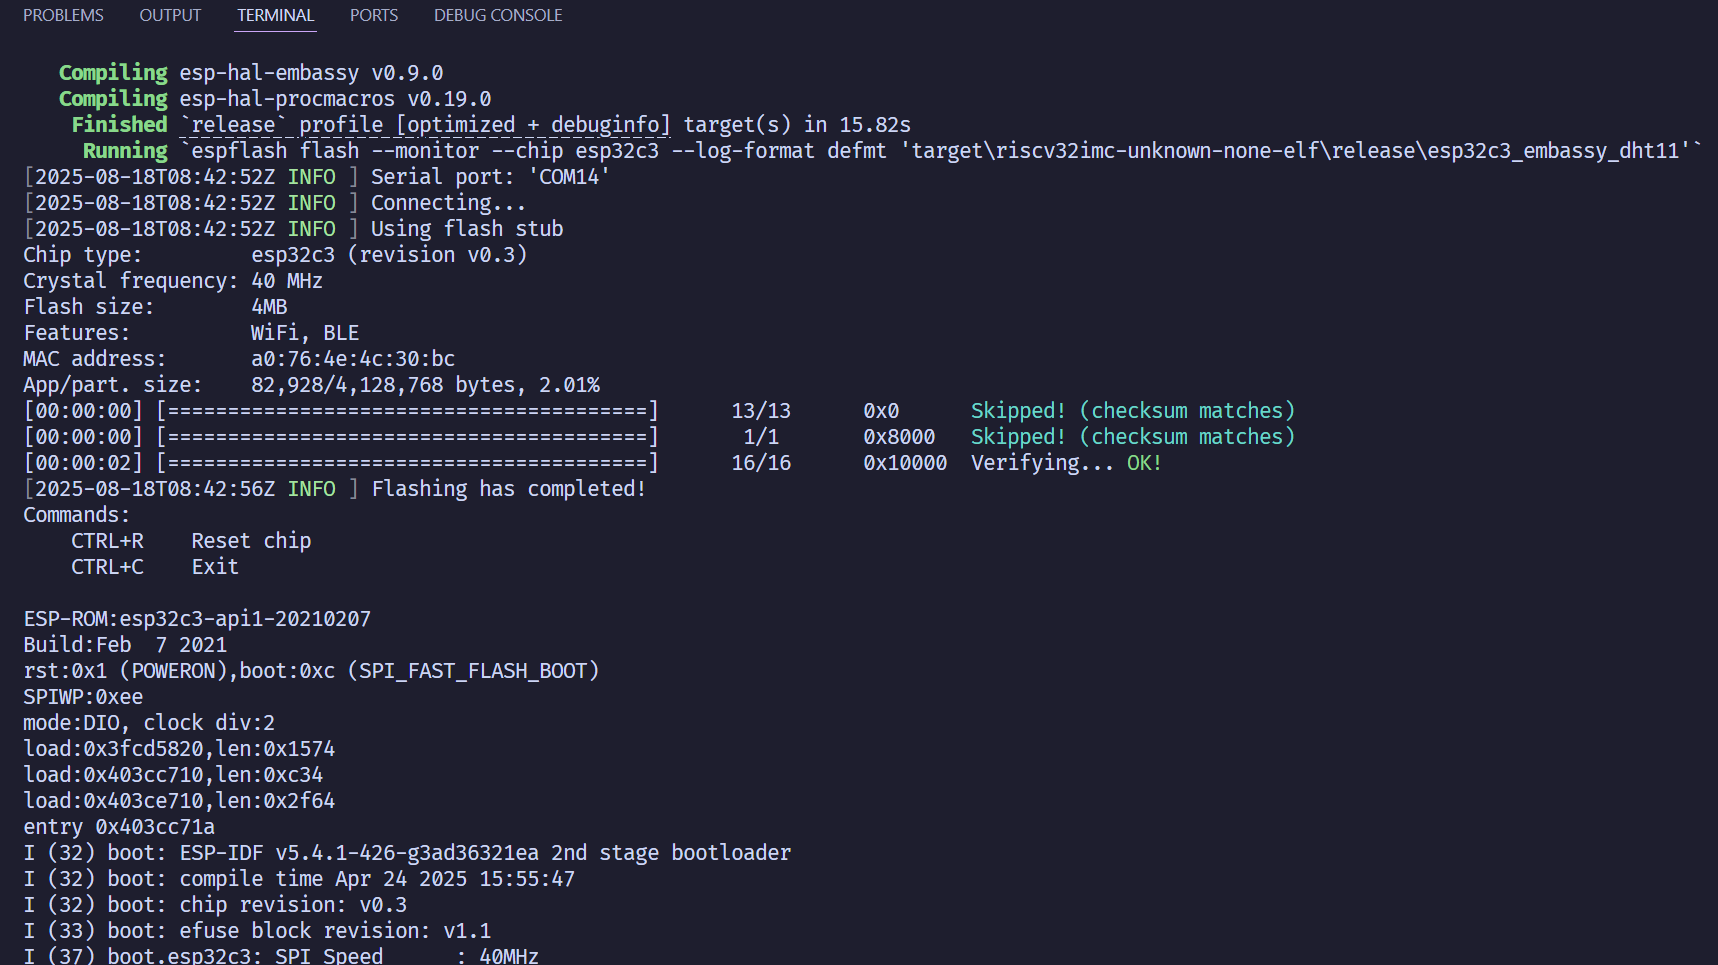 PROBLEMS OUTPUT TERMINAL PORTS DEBUG CONSOLE
Compiling esp-hal-embassy v0.9.0
Compiling esp-hal-procmacros v0.19.0
Finished `release` profile [optimized + debuginfo] target(s) in 15.82s
Running `espflash flash --monitor --chip esp32c3 --log-format defmt 'target\riscv32imc-unknown-none-elf\release\esp32c3_embassy_dht11'`
[2025-08-18T08:42:52Z INFO ] Serial port: 'COM14'
[2025-08-18T08:42:52Z INFO ] Connecting...
[2025-08-18T08:42:52Z INFO ] Using flash stub
Chip type:         esp32c3 (revision v0.3)
Crystal frequency: 40 MHz
Flash size:        4MB
Features:          WiFi, BLE
MAC address:       a0:76:4e:4c:30:bc
App/part. size:    82,928/4,128,768 bytes, 2.01%
[00:00:00] [========================================]      13/13      0x0      Skipped! (checksum matches)
[00:00:00] [========================================]       1/1       0x8000   Skipped! (checksum matches)
[00:00:02] [========================================]      16/16      0x10000  Verifying... OK!
[2025-08-18T08:42:56Z INFO ] Flashing has completed!
Commands:
    CTRL+R    Reset chip
    CTRL+C    Exit
ESP-ROM:esp32c3-api1-20210207
Build:Feb  7 2021
rst:0x1 (POWERON),boot:0xc (SPI_FAST_FLASH_BOOT)
SPIWP:0xee
mode:DIO, clock div:2
load:0x3fcd5820,len:0x1574
load:0x403cc710,len:0xc34
load:0x403ce710,len:0x2f64
entry 0x403cc71a
I (32) boot: ESP-IDF v5.4.1-426-g3ad36321ea 2nd stage bootloader
I (32) boot: compile time Apr 24 2025 15:55:47
I (32) boot: chip revision: v0.3
I (33) boot: efuse block revision: v1.1
I (37) boot.esp32c3: SPI Speed      : 40MHz